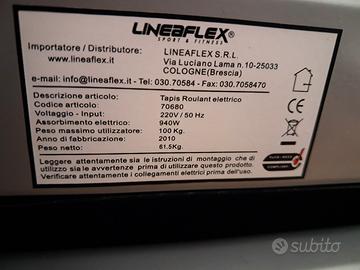 LINEAFLEX®
SPORT & FITNESS
Importatore / Distributore: LINEAFLEX S.R.L
www.lineaflex.it Via Luciano Lama n.10-25033
COLOGNE(Brescia)
e-mail: info@lineaflex.it - Tel:030.70584 - Fax:030.7058470
Descrizione articolo: Tapis Roulant elettrico
Codice articolo: 70680
Voltaggio - Input: 220V / 50 Hz
Assorbimento elettrico: 940W
Peso massimo utilizzatore: 100 Kg.
Anno di fabbricazione: 2010
Peso netto: 61.5Kg.
Leggere attentamente sia le istruzioni di montaggio che di
utilizzo prima di utilizzare questo prodotto.
Verificare attentamente i collegamenti elettrici prima dell'uso
CE
subito